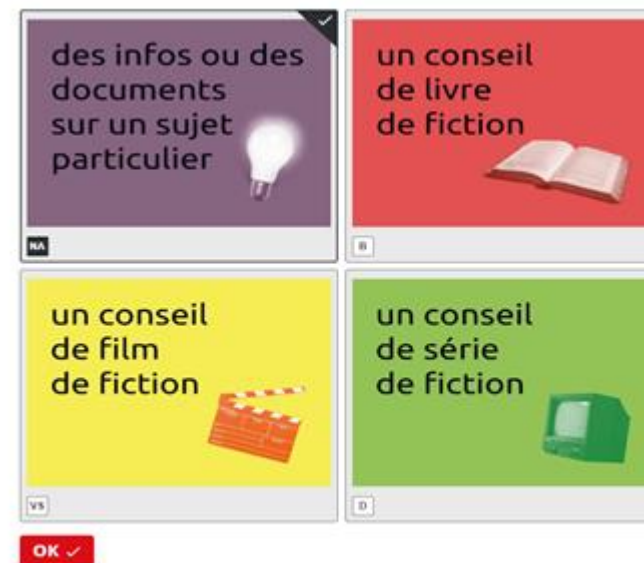 des infos ou des
documents
sur un sujet
particulier
NA
un conseil
de livre
de fiction
B
un conseil
de film
de fiction
VS
un conseil
de série
de fiction
D
OK